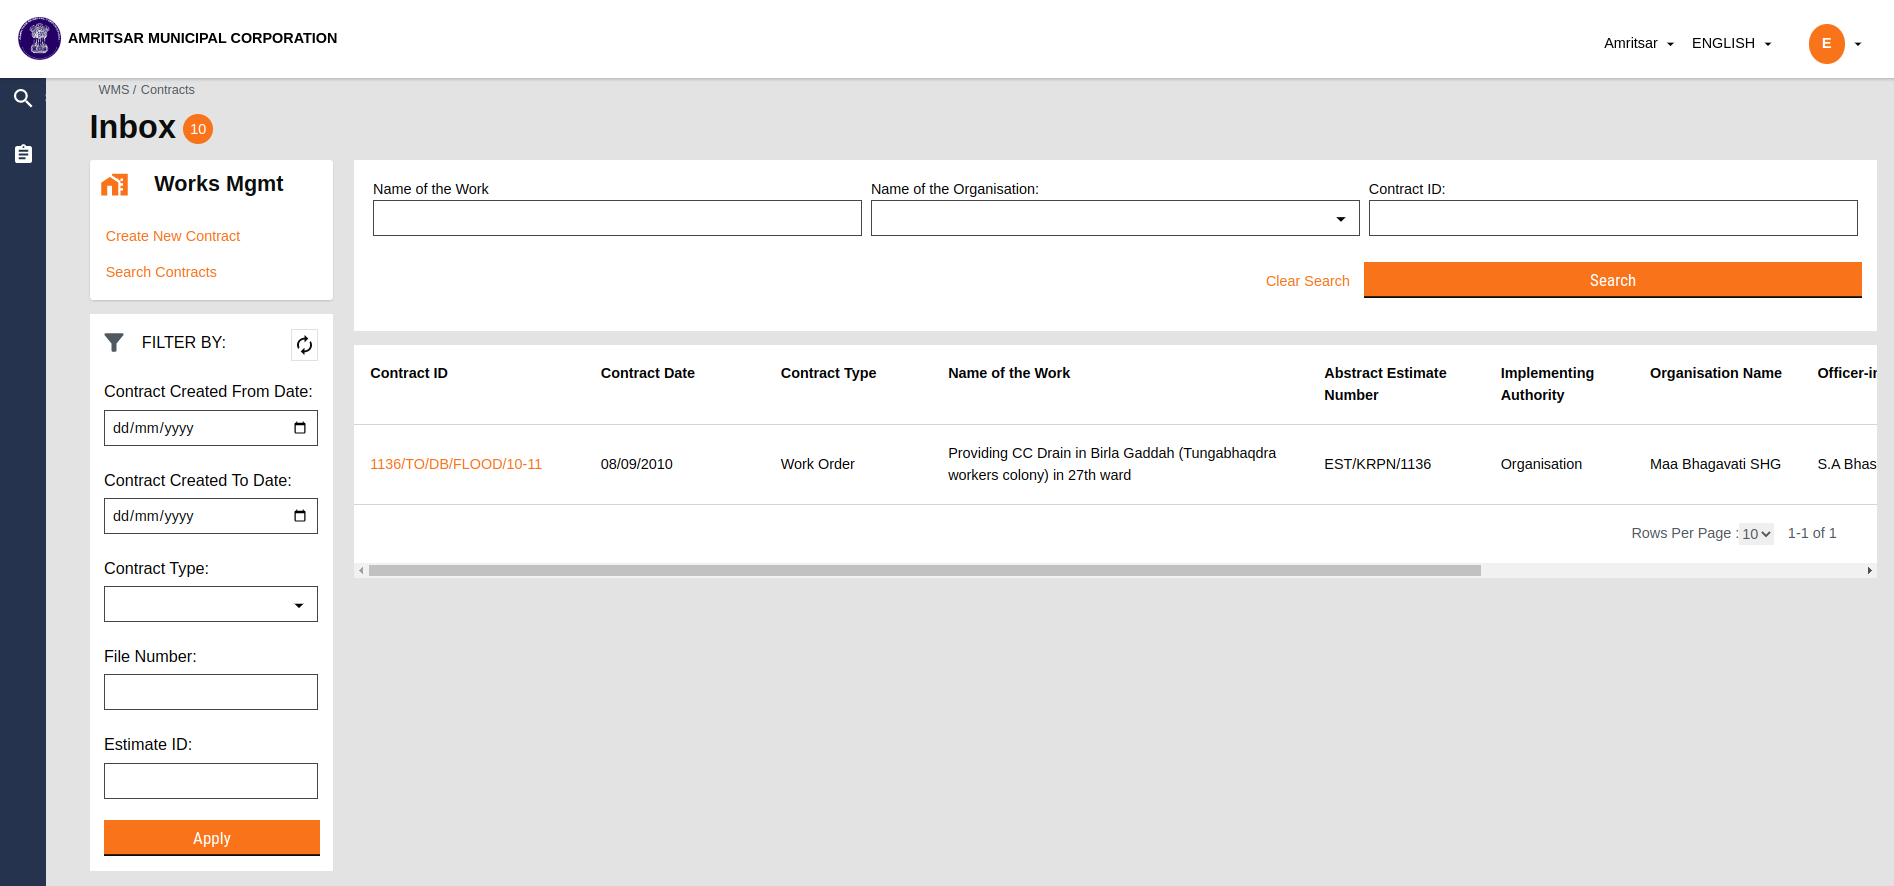 AMRITSAR MUNICIPAL CORPORATION
Amritsar
ENGLISH
E
WMS / Contracts
Inbox 10
Works Mgmt
Create New Contract
Search Contracts
FILTER BY:
Contract Created From Date:
dd/mm/yyyy
Contract Created To Date:
dd/mm/yyyy
Contract Type:
File Number:
Estimate ID:
Apply
Name of the Work
Name of the Organisation:
Contract ID:
Clear Search
Search
Contract ID
Contract Date
Contract Type
Name of the Work
Abstract Estimate
Number
Implementing
Authority
Organisation Name
Officer-in
1136/TO/DB/FLOOD/10-11
08/09/2010
Work Order
Providing CC Drain in Birla Gaddah (Tungabhaqdra
workers colony) in 27th ward
EST/KRPN/1136
Organisation
Maa Bhagavati SHG
S.A Bhas
Rows Per Page : 10
1-1 of 1